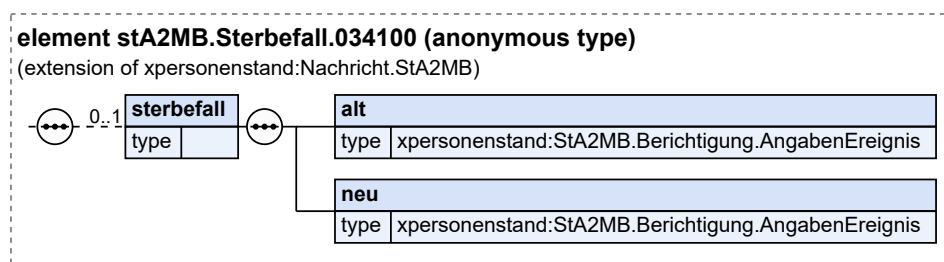 element stA2MB.Sterbefall.034100 (anonymous type)
(extension of xpersonenstand:Nachricht.StA2MB)
0..1
sterbefall
type
alt
type xpersonenstand:StA2MB.Berichtigung.AngabenEreignis
neu
type xpersonenstand:StA2MB.Berichtigung.AngabenEreignis